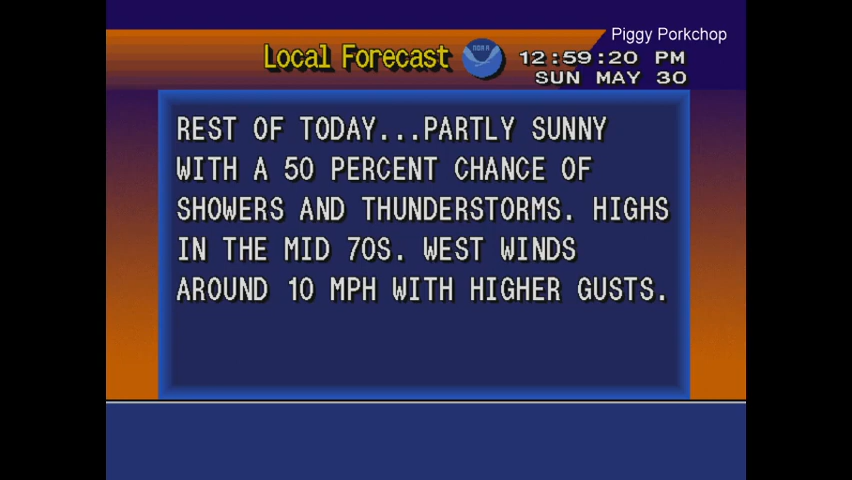 Piggy Porkchop
Local Forecast
NOAA
12:59:20 PM
SUN MAY 30
REST OF TODAY...PARTLY SUNNY
WITH A 50 PERCENT CHANCE OF
SHOWERS AND THUNDERSTORMS. HIGHS
IN THE MID 70S. WEST WINDS
AROUND 10 MPH WITH HIGHER GUSTS.